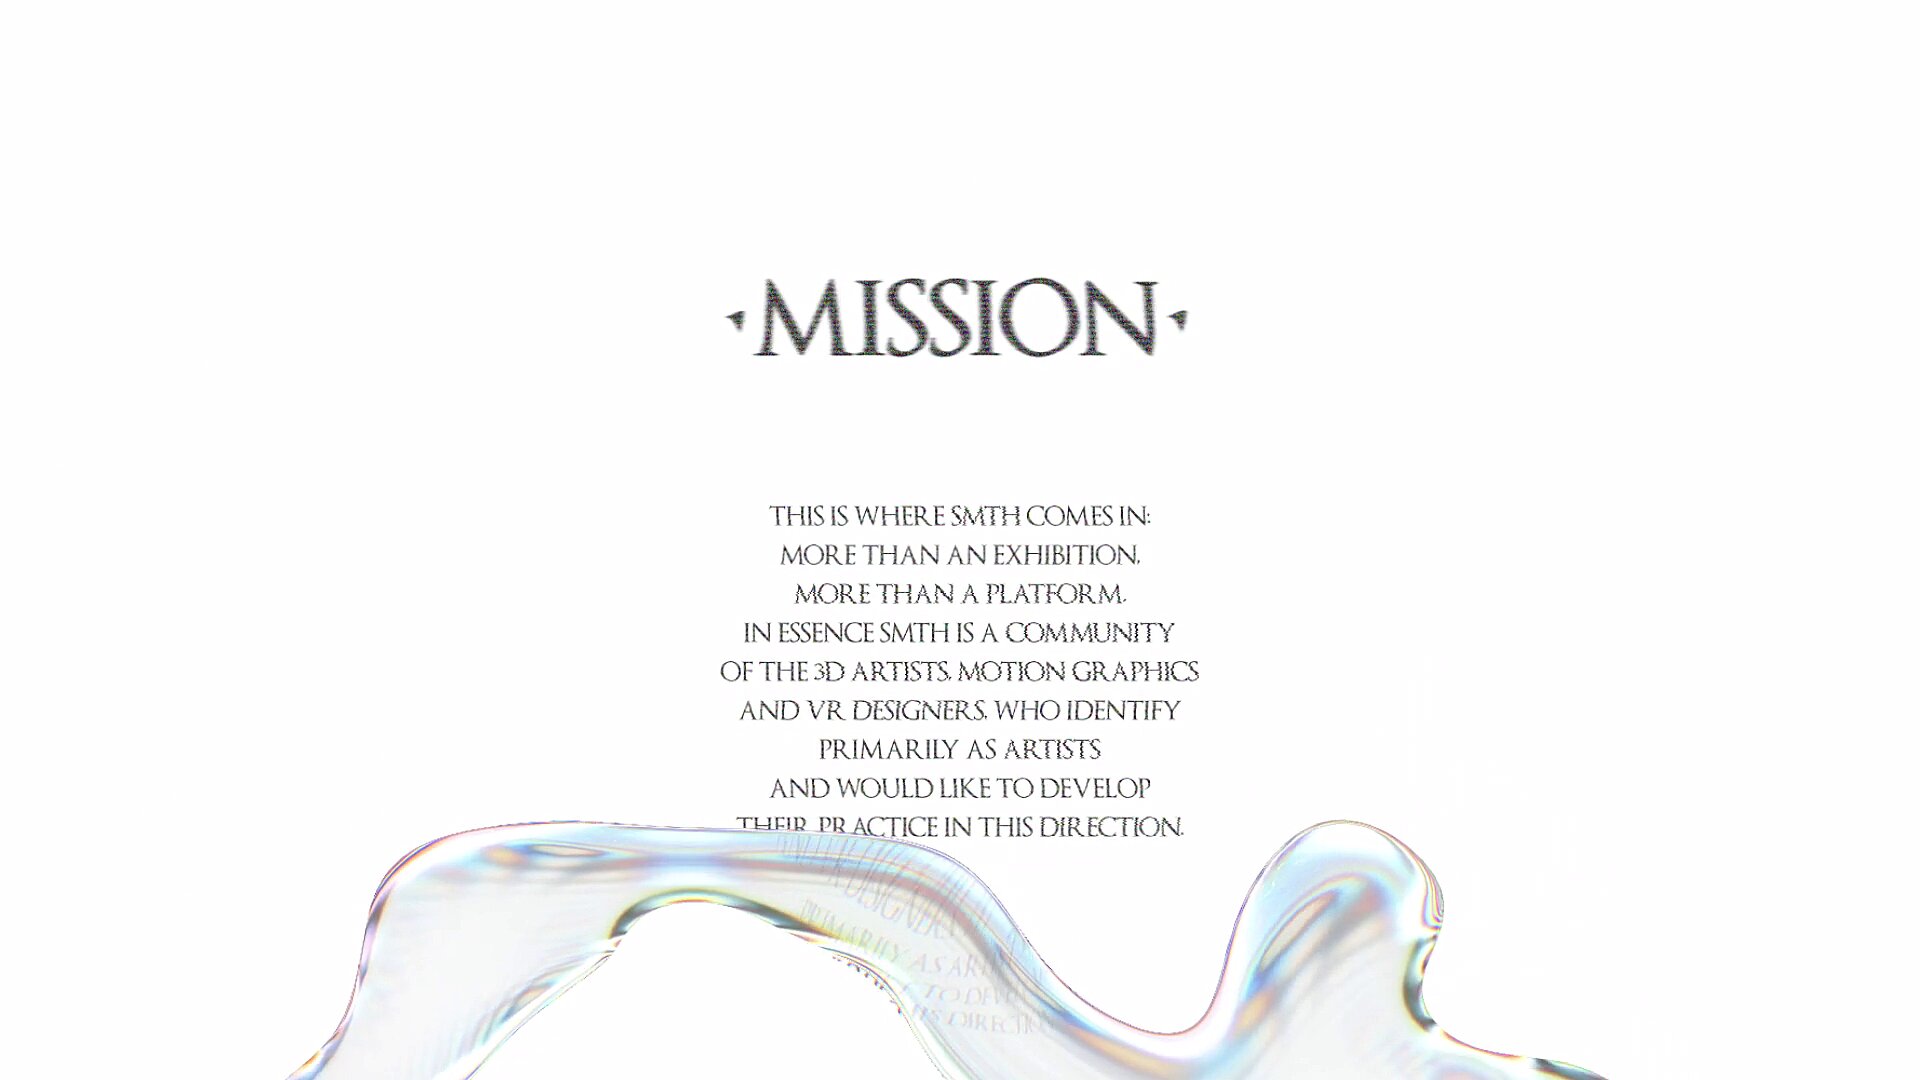 MISSION
THIS IS WHERE SMTH COMES IN:
MORE THAN AN EXHIBITION,
MORE THAN A PLATFORM.
IN ESSENCE SMTH IS A COMMUNITY
OF THE 3D ARTISTS, MOTION GRAPHICS
AND VR DESIGNERS, WHO IDENTIFY
PRIMARILY AS ARTISTS
AND WOULD LIKE TO DEVELOP
THEIR PRACTICE IN THIS DIRECTION.